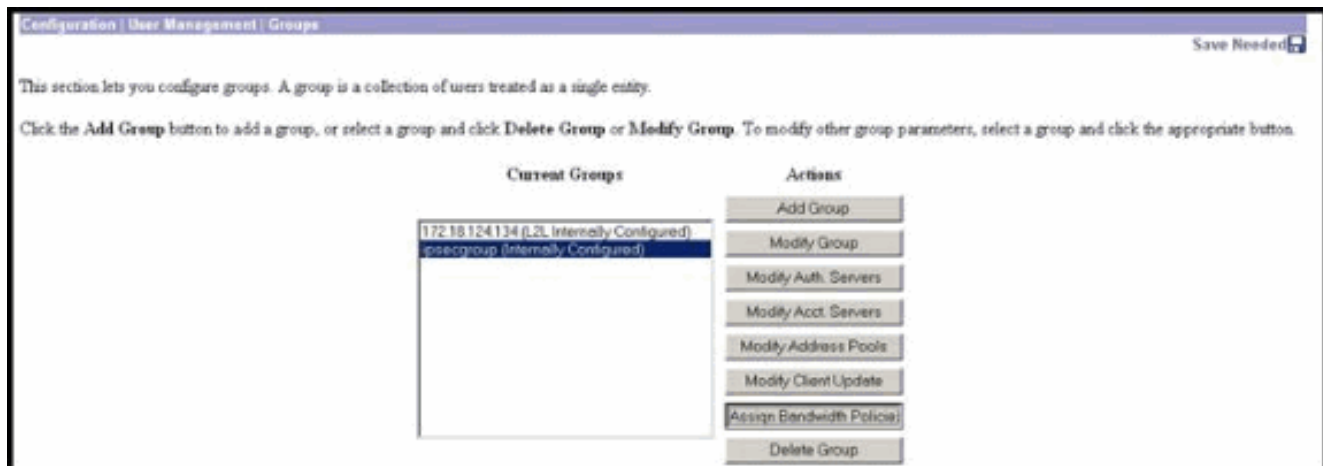 Configuration | User Management | Groups
Save Needed
This section lets you configure groups. A group is a collection of users treated as a single entity.
Click the Add Group button to add a group, or select a group and click Delete Group or Modify Group. To modify other group parameters, select a group and click the appropriate button.
Current Groups
Actions
172.18.124.134 (L2L Internally Configured)
ipsecgroup (Internally Configured)
Add Group
Modify Group
Modify Auth. Servers
Modify Acct. Servers
Modify Address Pools
Modify Client Update
Assign Bandwidth Policies
Delete Group